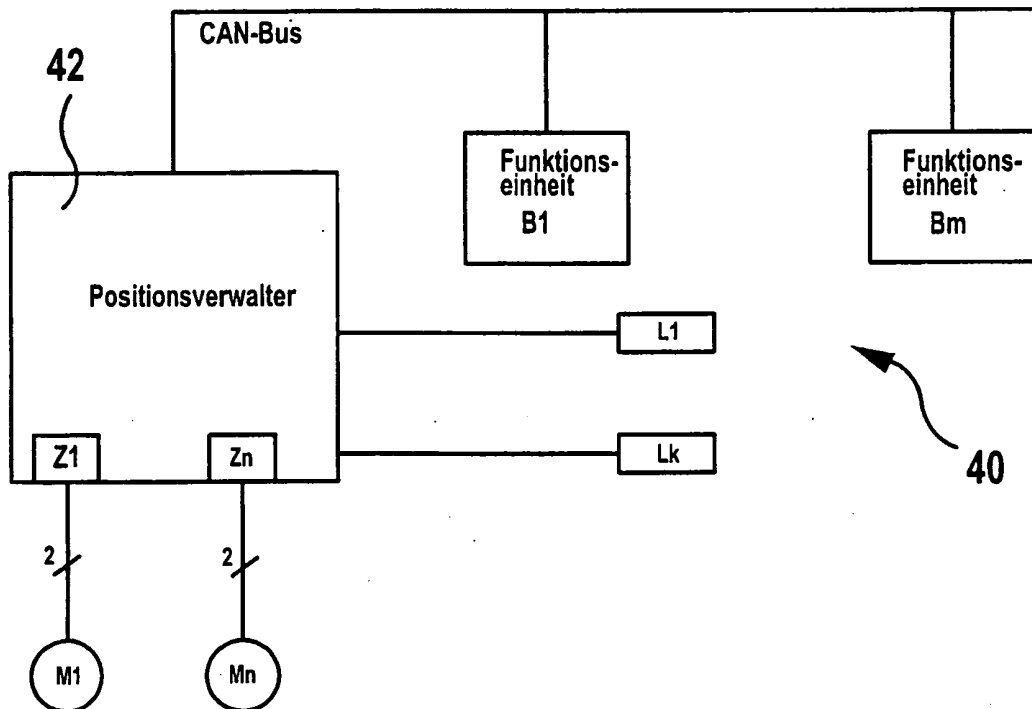 CAN-Bus
42
Funktions-
einheit
B1
Funktions-
einheit
Bm
Positionsverwalter
L1
Lk
Z1
Zn
40
2
2
M1
Mn